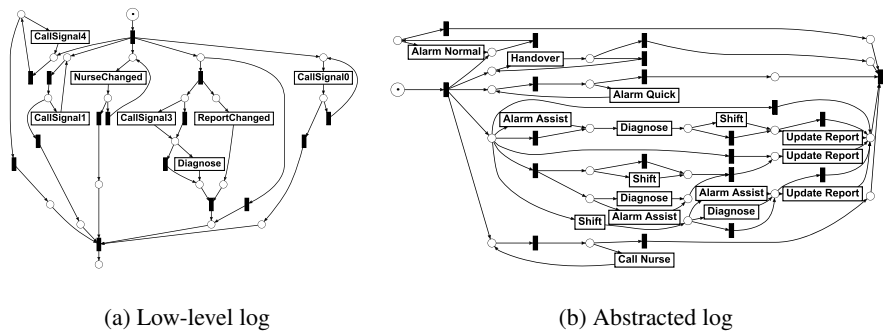 CallSignal4
NurseChanged
CallSignal0
CallSignal1
CallSignal3
ReportChanged
Diagnose
(a) Low-level log
Alarm Normal
Handover
Alarm Quick
Alarm Assist
Diagnose
Shift
Update Report
Update Report
Shift
Diagnose
Alarm Assist
Update Report
Shift
Alarm Assist
Diagnose
Call Nurse
(b) Abstracted log